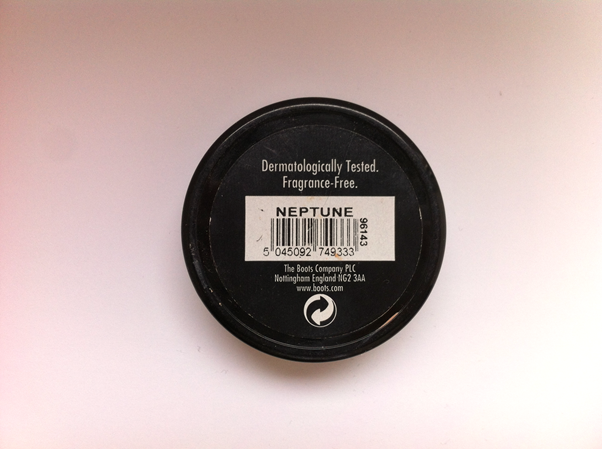 Dermatologically Tested.
Fragrance-Free.
NEPTUNE
96143
5 045092 749333
The Boots Company PLC
Nottingham England NG2 3AA
www.boots.com